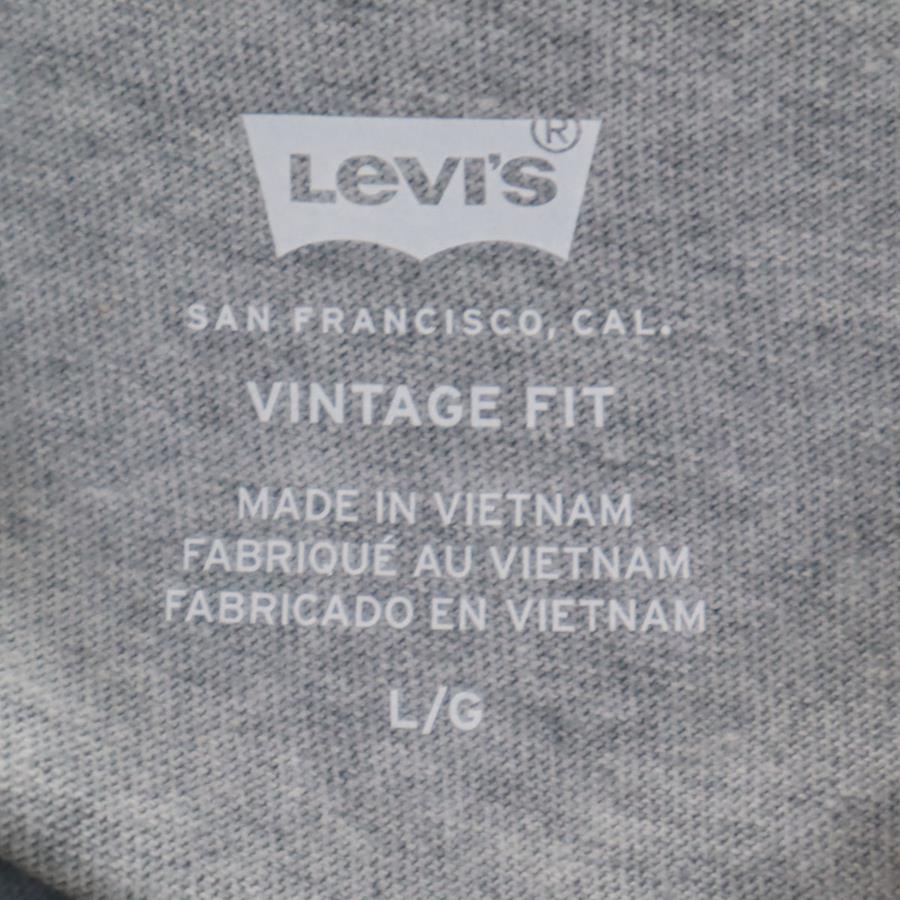 LEVI'S®
SAN FRANCISCO, CAL.
VINTAGE FIT
MADE IN VIETNAM
FABRIQUÉ AU VIETNAM
FABRICADO EN VIETNAM
L/G